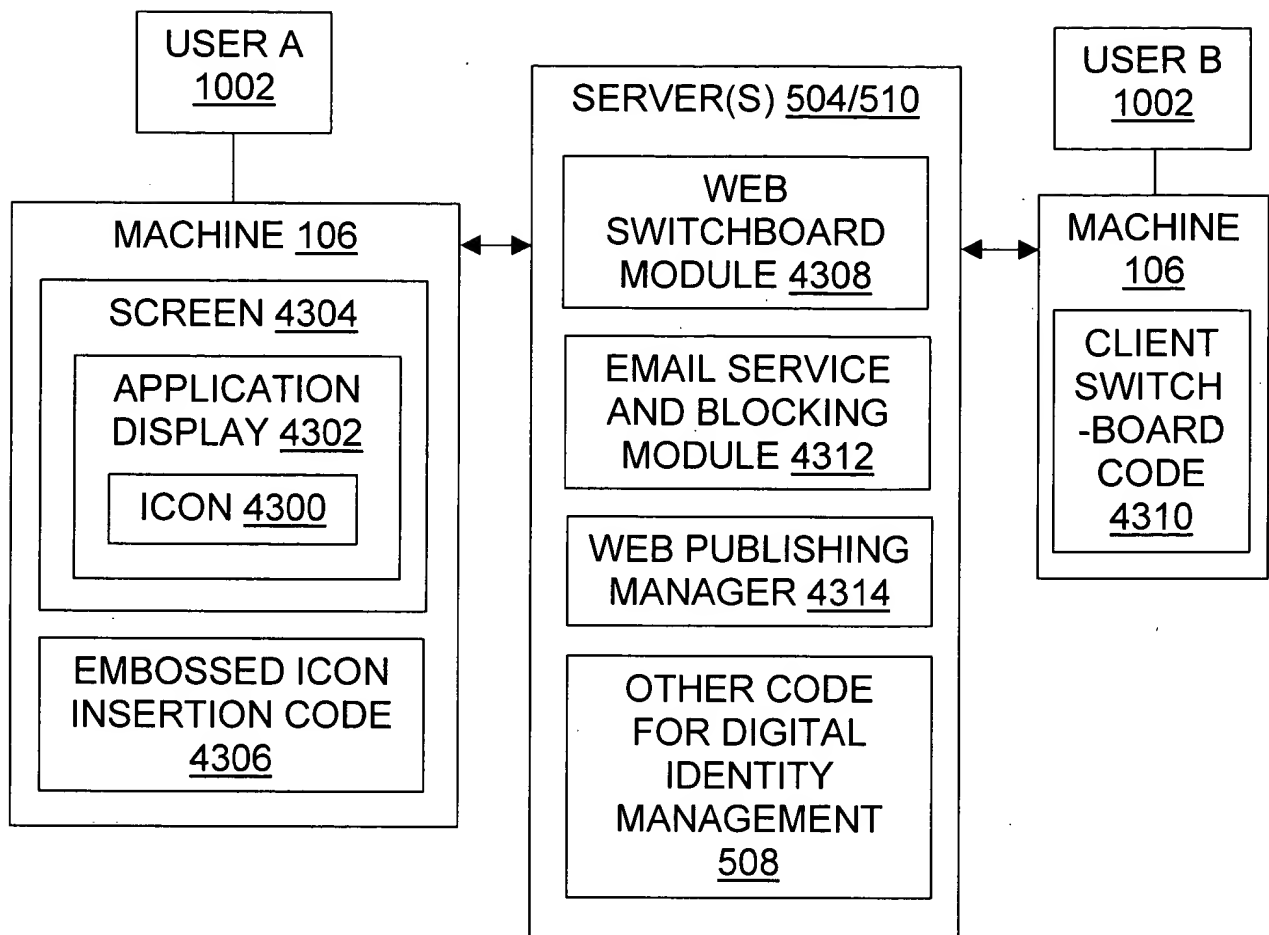 USER A
1002
MACHINE 106
SCREEN 4304
APPLICATION
DISPLAY 4302
ICON 4300
EMBOSSED ICON
INSERTION CODE
4306
SERVER(S) 504/510
WEB
SWITCHBOARD
MODULE 4308
EMAIL SERVICE
AND BLOCKING
MODULE 4312
WEB PUBLISHING
MANAGER 4314
OTHER CODE
FOR DIGITAL
IDENTITY
MANAGEMENT
508
USER B
1002
MACHINE
106
CLIENT
SWITCH
-BOARD
CODE
4310